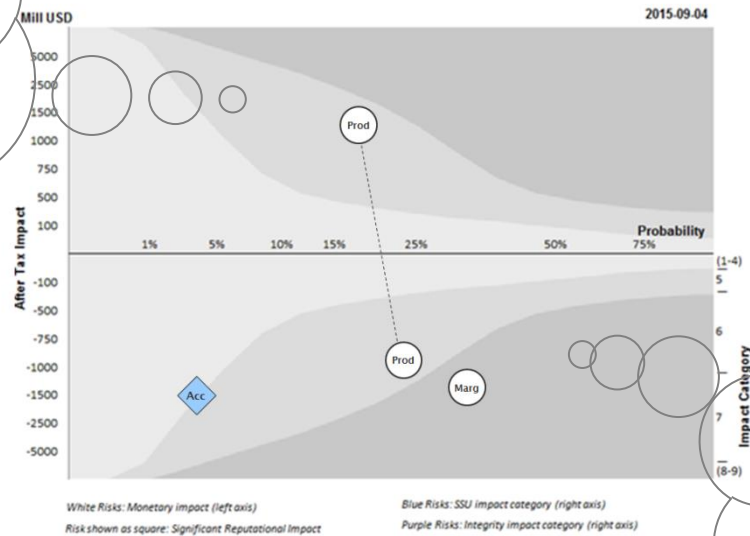 Mill USD
2015-09-04
5000
2500
1500
1000
750
500
100
Prod
Probability
1%
5%
10%
15%
25%
50%
75%
After Tax Impact
-100
-500
-750
-1000
-1500
-2500
-5000
(1-4)
5
6
7
(8-9)
Impact Category
Prod
Marg
Acc
White Risks: Monetary impact (left axis)
Blue Risks: SSU impact category (right axis)
Risk shown as square: Significant Reputational Impact
Purple Risks: Integrity impact category (right axis)